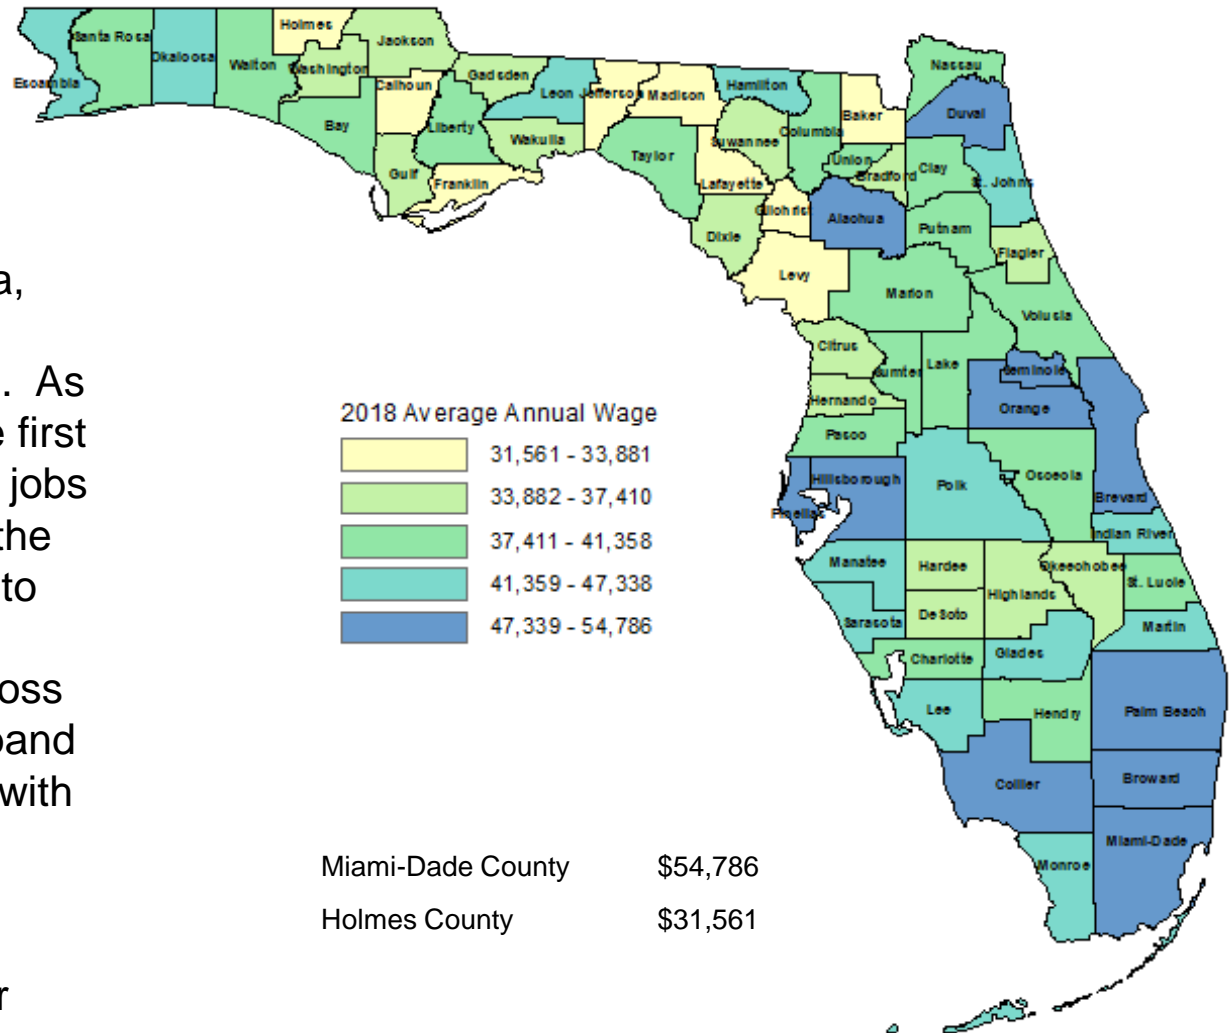 Holmes
Santa Rosa
Okaloosa
Walton
Washington
Jackson
Escambia
Calhoun
Gadsden
Leon
Jefferson
Madison
Hamilton
Nassau
Duval
Baker
Bay
Liberty
Wakulla
Taylor
Suwannee
Columbia
Union
Bradford
Clay
St. Johns
Gulf
Franklin
Lafayette
Gilchrist
Alachua
Putnam
Dixie
Flagler
Levy
Marion
Volusia
a,
Citrus
Sumter
Lake
Seminole
. As
Hernando
Orange
e first
Pasco
jobs
Hillsborough
Polk
Osceola
Brevard
Pinellas
the
Indian River
to
Manatee
Hardee
Okeechobee
St. Lucie
Highlands
DeSoto
Sarasota
Martin
Charlotte
Glades
oss
Lee
Hendry
Palm Beach
pand
with
Collier
Broward
Miami-Dade
Monroe
2018 Average Annual Wage
31,561 - 33,881
33,882 - 37,410
37,411 - 41,358
41,359 - 47,338
47,339 - 54,786
Miami-Dade County $54,786
Holmes County $31,561
r